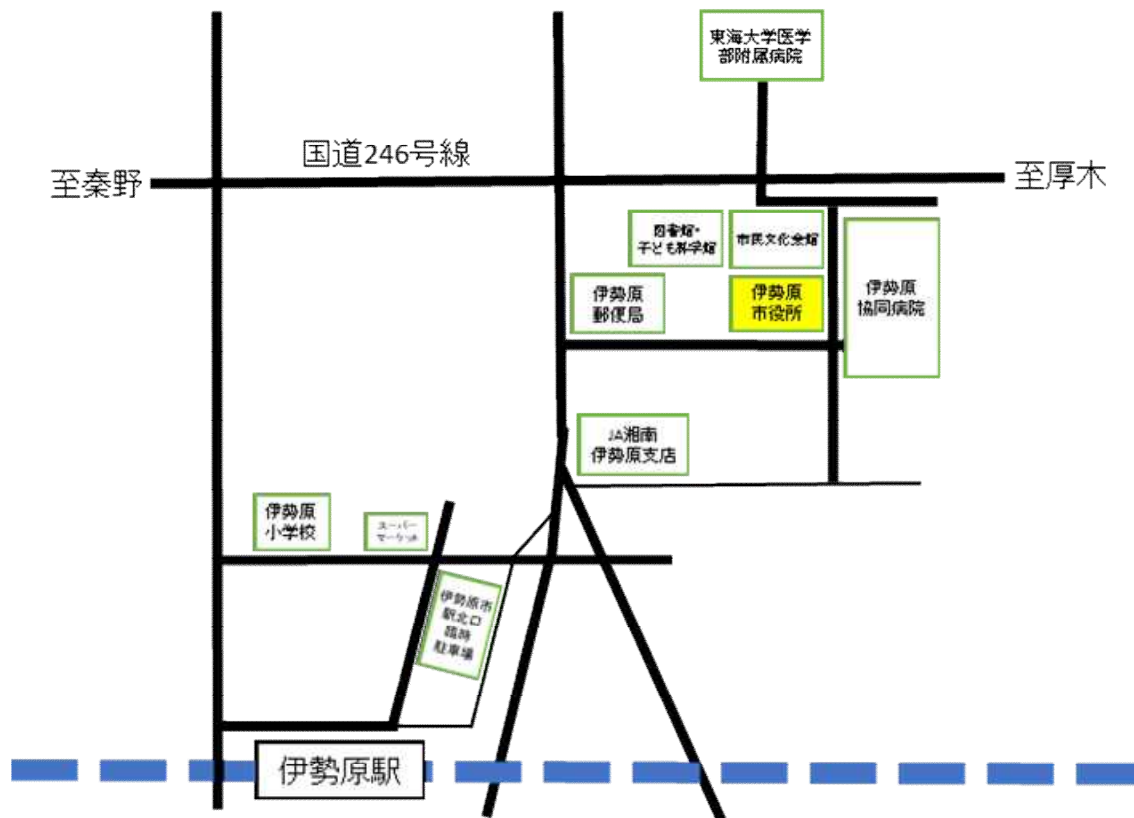 東海大学医学
部附属病院
国道246号線
至秦野
至厚木
図書館・
子ども科学館
市民文化会館
伊勢原
郵便局
伊勢原
市役所
伊勢原
協同病院
JA湘南
伊勢原支店
伊勢原
小学校
スーパー
マーケット
伊勢原市
駅北口
臨時
駐車場
伊勢原駅